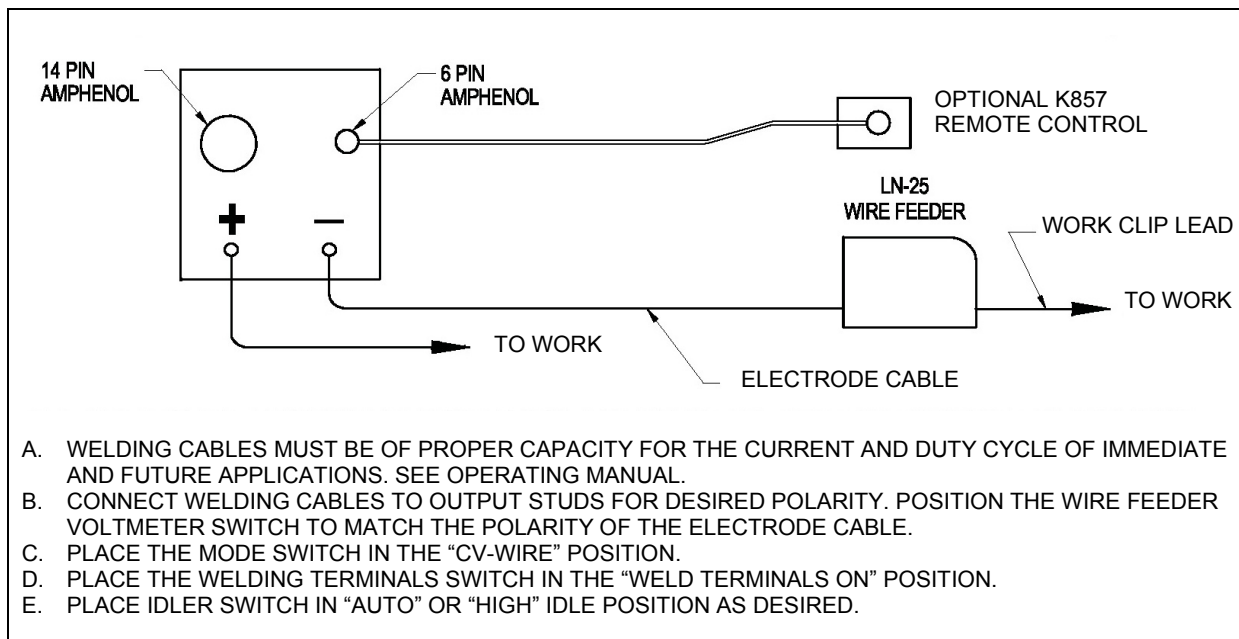 14 PIN
AMPHENOL
6 PIN
AMPHENOL
OPTIONAL K857
REMOTE CONTROL
LN-25
WIRE FEEDER
WORK CLIP LEAD
+
−
TO WORK
TO WORK
ELECTRODE CABLE
A. WELDING CABLES MUST BE OF PROPER CAPACITY FOR THE CURRENT AND DUTY CYCLE OF IMMEDIATE
AND FUTURE APPLICATIONS. SEE OPERATING MANUAL.
B. CONNECT WELDING CABLES TO OUTPUT STUDS FOR DESIRED POLARITY. POSITION THE WIRE FEEDER
VOLTMETER SWITCH TO MATCH THE POLARITY OF THE ELECTRODE CABLE.
C. PLACE THE MODE SWITCH IN THE “CV-WIRE” POSITION.
D. PLACE THE WELDING TERMINALS SWITCH IN THE “WELD TERMINALS ON” POSITION.
E. PLACE IDLER SWITCH IN “AUTO” OR “HIGH” IDLE POSITION AS DESIRED.